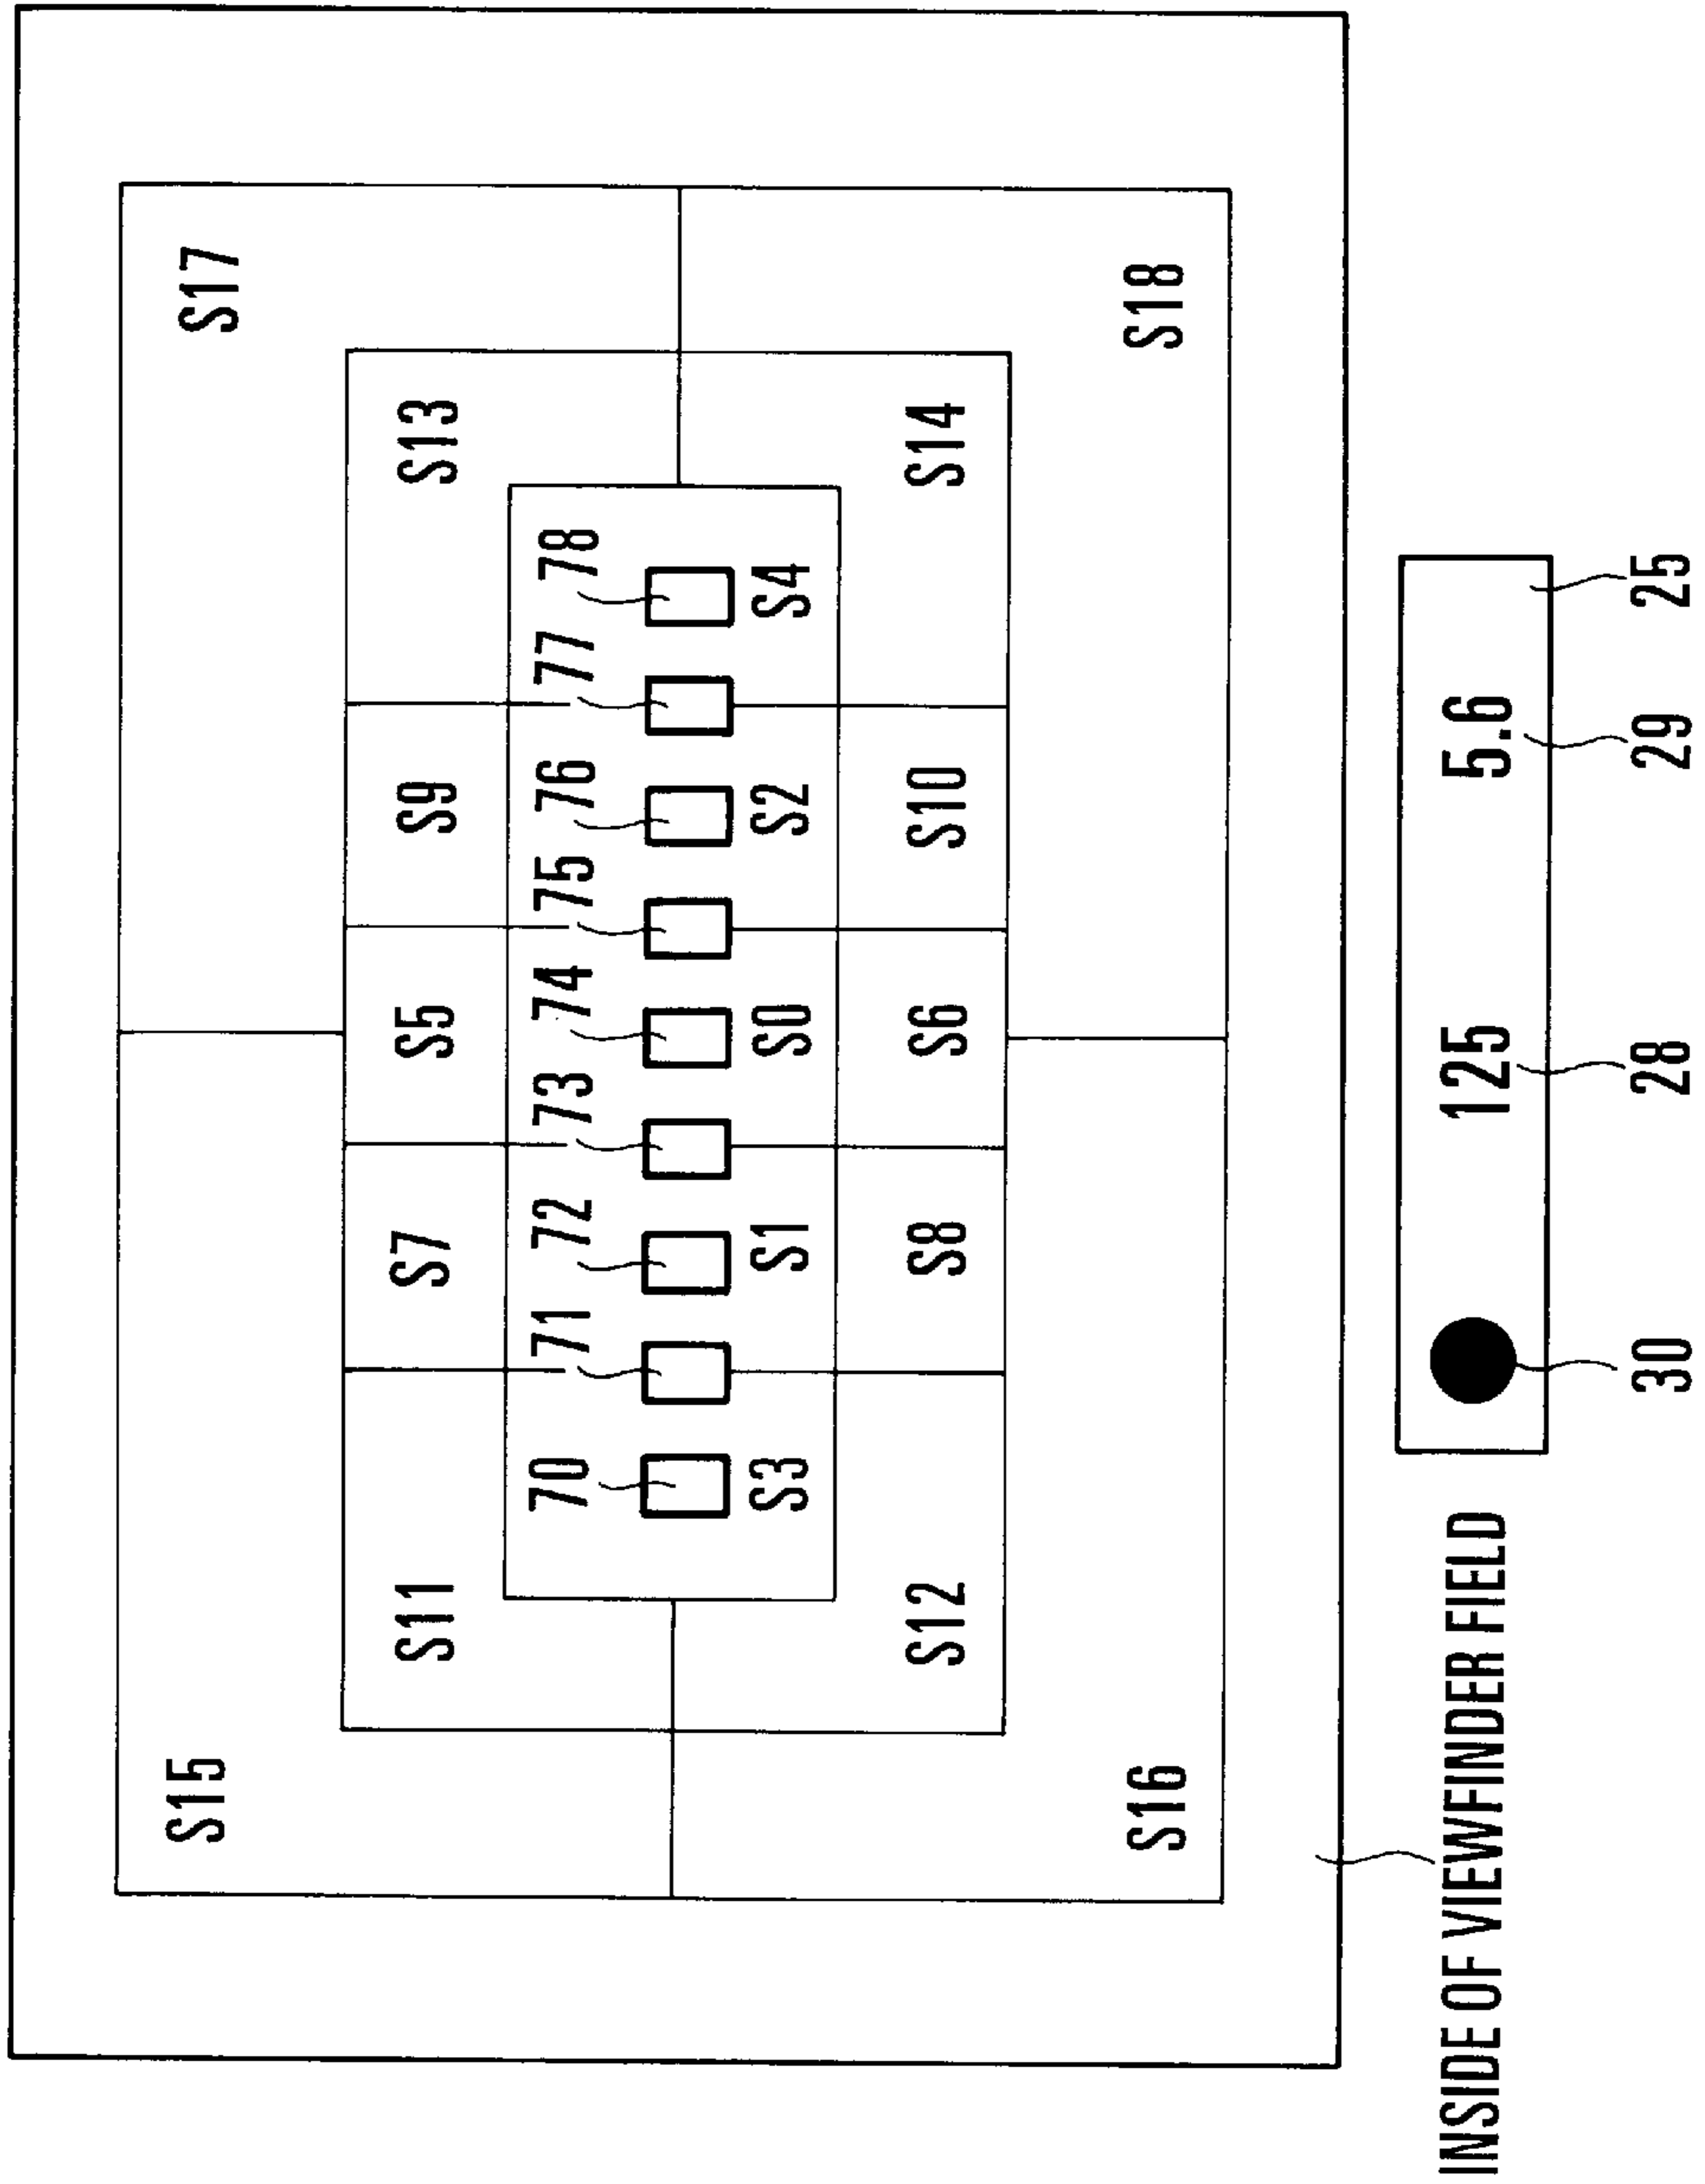 S15 S17
S11 S7 S5 S9 S13
70 71 72 73 74 75 76 77 78
S3 S1 S0 S2 S4
S12 S8 S6 S10 S14
S16 S18
INSIDE OF VIEWFINDER FIELD
125 5.6
30 28 29 25